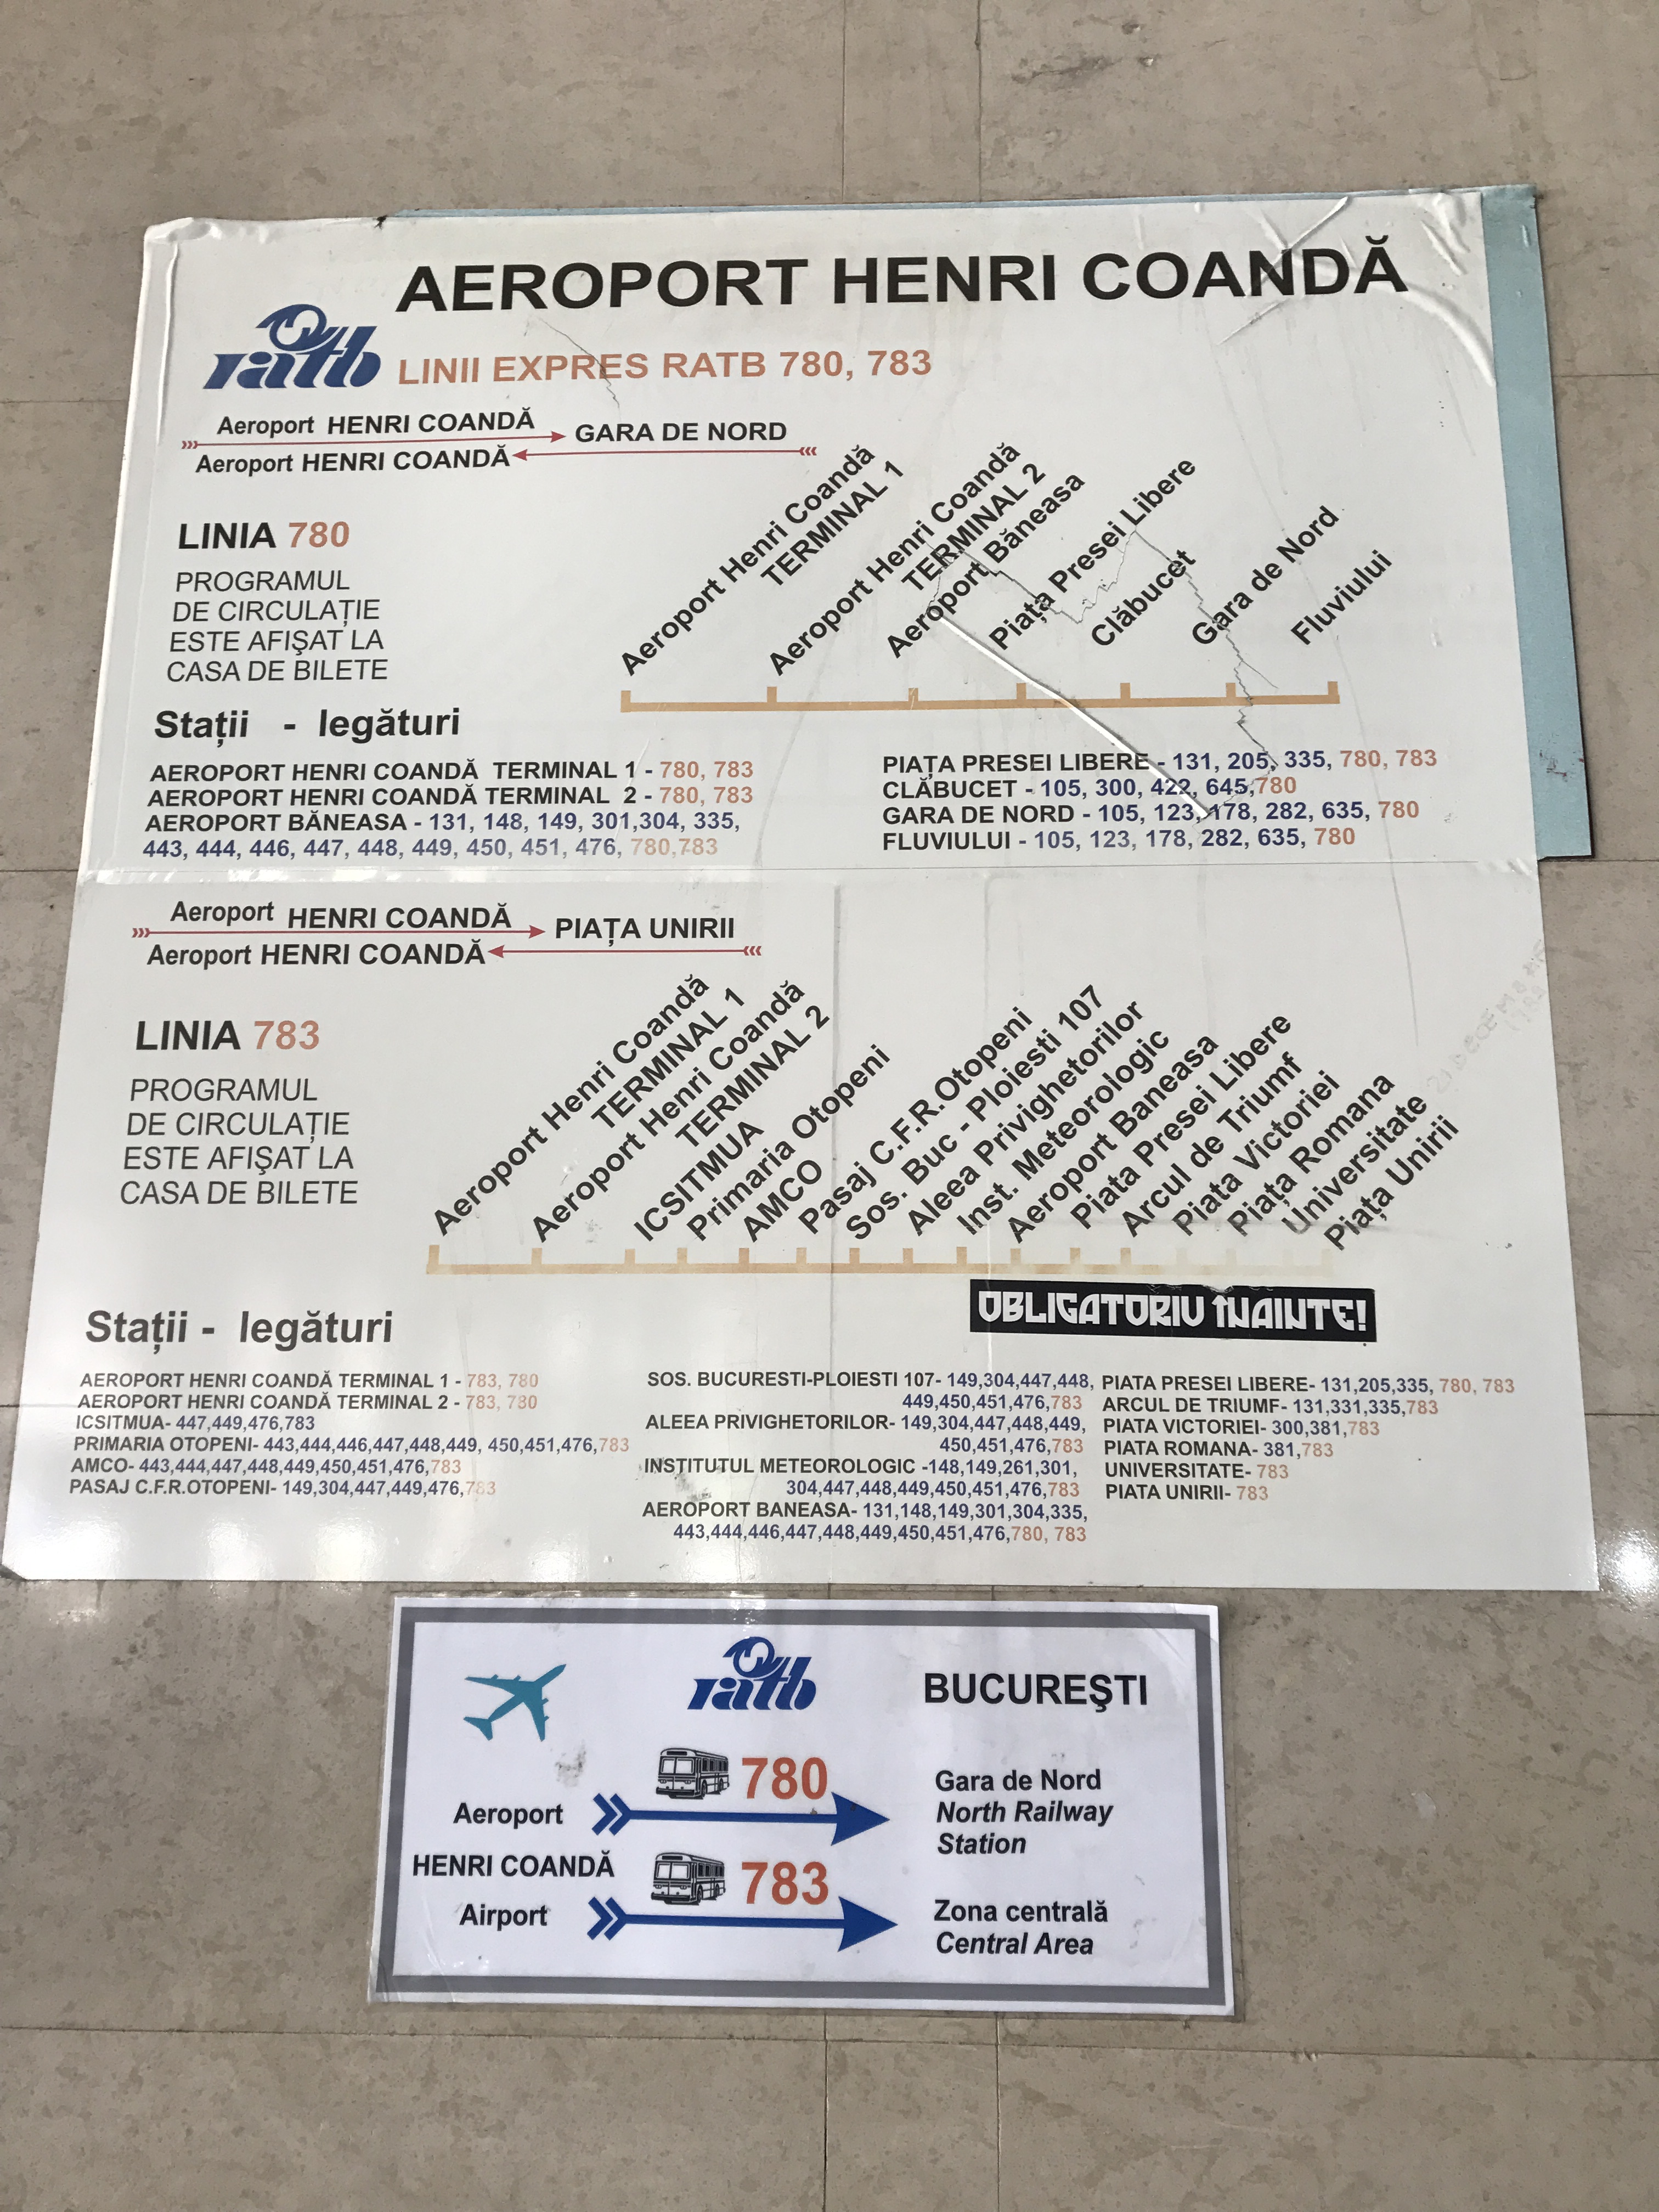 AEROPORT HENRI COANDĂ
ratb
LINII EXPRES RATB 780, 783
Aeroport HENRI COANDĂ
GARA DE NORD
Aeroport HENRI COANDĂ
LINIA 780
PROGRAMUL
DE CIRCULAȚIE
ESTE AFIŞAT LA
CASA DE BILETE
Aeroport Henri Coandă
TERMINAL 1
Aeroport Henri Coandă
TERMINAL 2
Aeroport Băneasa
Piața Presei Libere
Clăbucet
Gara de Nord
Fluviului
Stații - legături
AEROPORT HENRI COANDĂ TERMINAL 1 - 780, 783
AEROPORT HENRI COANDĂ TERMINAL 2 - 780, 783
AEROPORT BĂNEASA - 131, 148, 149, 301,304, 335,
443, 444, 446, 447, 448, 449, 450, 451, 476, 780,783
PIAȚA PRESEI LIBERE - 131, 205, 335, 780, 783
CLĂBUCET - 105, 300, 422, 645,780
GARA DE NORD - 105, 123, 178, 282, 635, 780
FLUVIULUI - 105, 123, 178, 282, 635, 780
Aeroport HENRI COANDĂ
PIAȚA UNIRII
Aeroport HENRI COANDĂ
LINIA 783
PROGRAMUL
DE CIRCULAȚIE
ESTE AFIŞAT LA
CASA DE BILETE
Aeroport Henri Coandă
TERMINAL 1
Aeroport Henri Coandă
TERMINAL 2
ICSITMUA
Primaria Otopeni
AMCO
Pasaj C.F.R.Otopeni
Sos. Buc - Ploiesti 107
Aleea Privighetorilor
Inst. Meteorologic
Aeroport Baneasa
Piata Presei Libere
Arcul de Triumf
Piata Victoriei
Piața Romana
Universitate
Piața Unirii
OBLIGATORIU ÎNAINTE!
Stații - legături
AEROPORT HENRI COANDĂ TERMINAL 1 - 783, 780
AEROPORT HENRI COANDĂ TERMINAL 2 - 783, 780
ICSITMUA- 447,449,476,783
PRIMARIA OTOPENI- 443,444,446,447,448,449, 450,451,476,783
AMCO- 443,444,447,448,449,450,451,476,783
PASAJ C.F.R.OTOPENI- 149,304,447,449,476,783
SOS. BUCURESTI-PLOIESTI 107- 149,304,447,448,
449,450,451,476,783
ALEEA PRIVIGHETORILOR- 149,304,447,448,449,
450,451,476,783
INSTITUTUL METEOROLOGIC -148,149,261,301,
304,447,448,449,450,451,476,783
AEROPORT BANEASA- 131,148,149,301,304,335,
443,444,446,447,448,449,450,451,476,780, 783
PIATA PRESEI LIBERE- 131,205,335, 780, 783
ARCUL DE TRIUMF- 131,331,335,783
PIATA VICTORIEI- 300,381,783
PIATA ROMANA- 381,783
UNIVERSITATE- 783
PIATA UNIRII- 783
ratb
BUCUREŞTI
780
Gara de Nord
North Railway
Station
Aeroport
HENRI COANDĂ
Airport
783
Zona centrală
Central Area